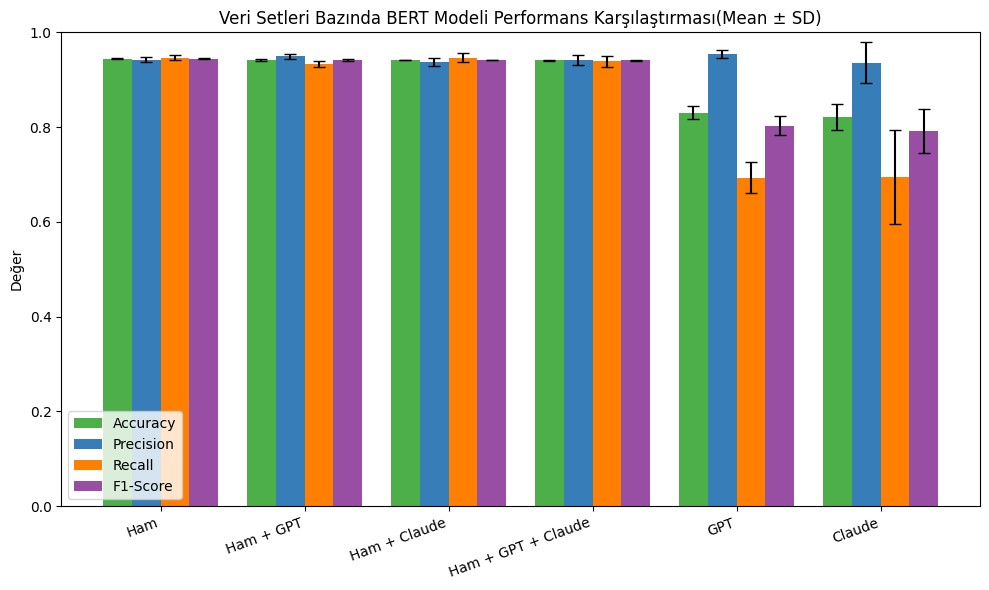 Veri Setleri Bazında BERT Modeli Performans Karşılaştırması(Mean ± SD)
Değer
1.0
0.8
0.6
0.4
0.2
0.0
Accuracy
Precision
Recall
F1-Score
Ham
Ham + GPT
Ham + Claude
Ham + GPT + Claude
GPT
Claude